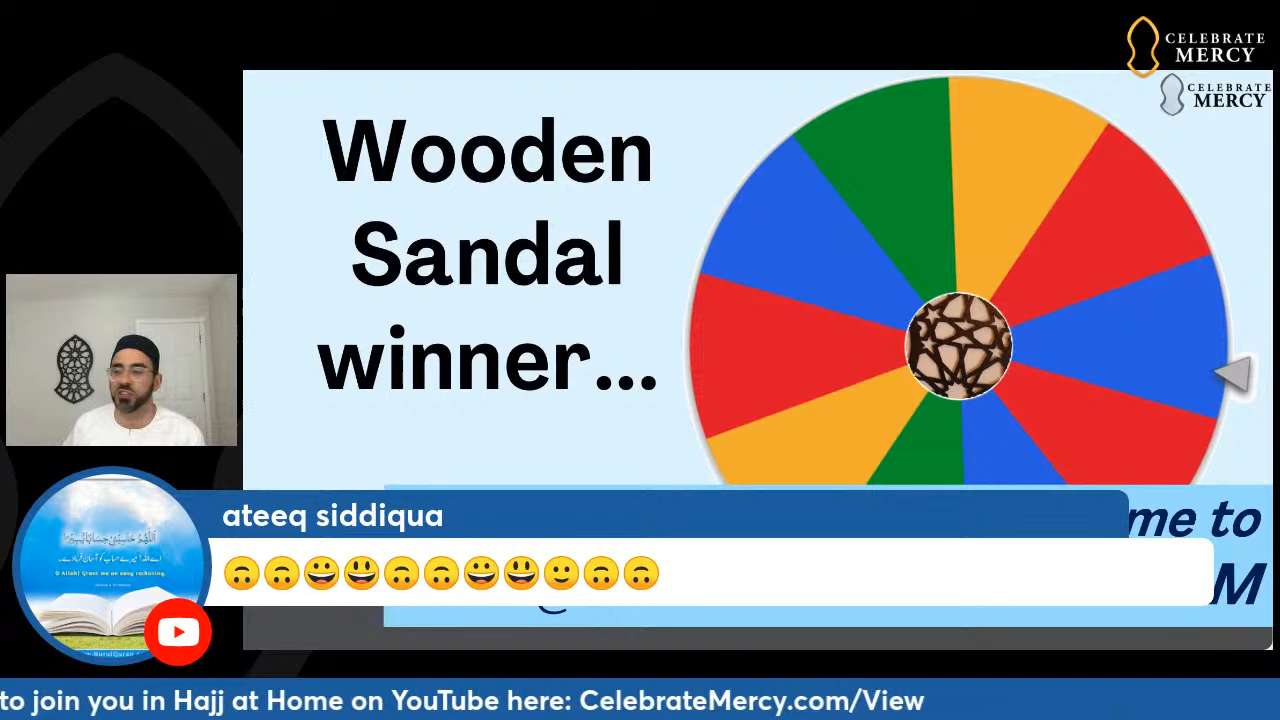 CELEBRATE
MERCY
CELEBRATE
MERCY
Wooden
Sandal
winner...
me to
M
ateeq siddiqua
🙃🙃😀😃🙃🙃😀😃🙂🙃🙃
O Allah! Grant me an easy reckoning.
to join you in Hajj at Home on YouTube here: CelebrateMercy.com/View